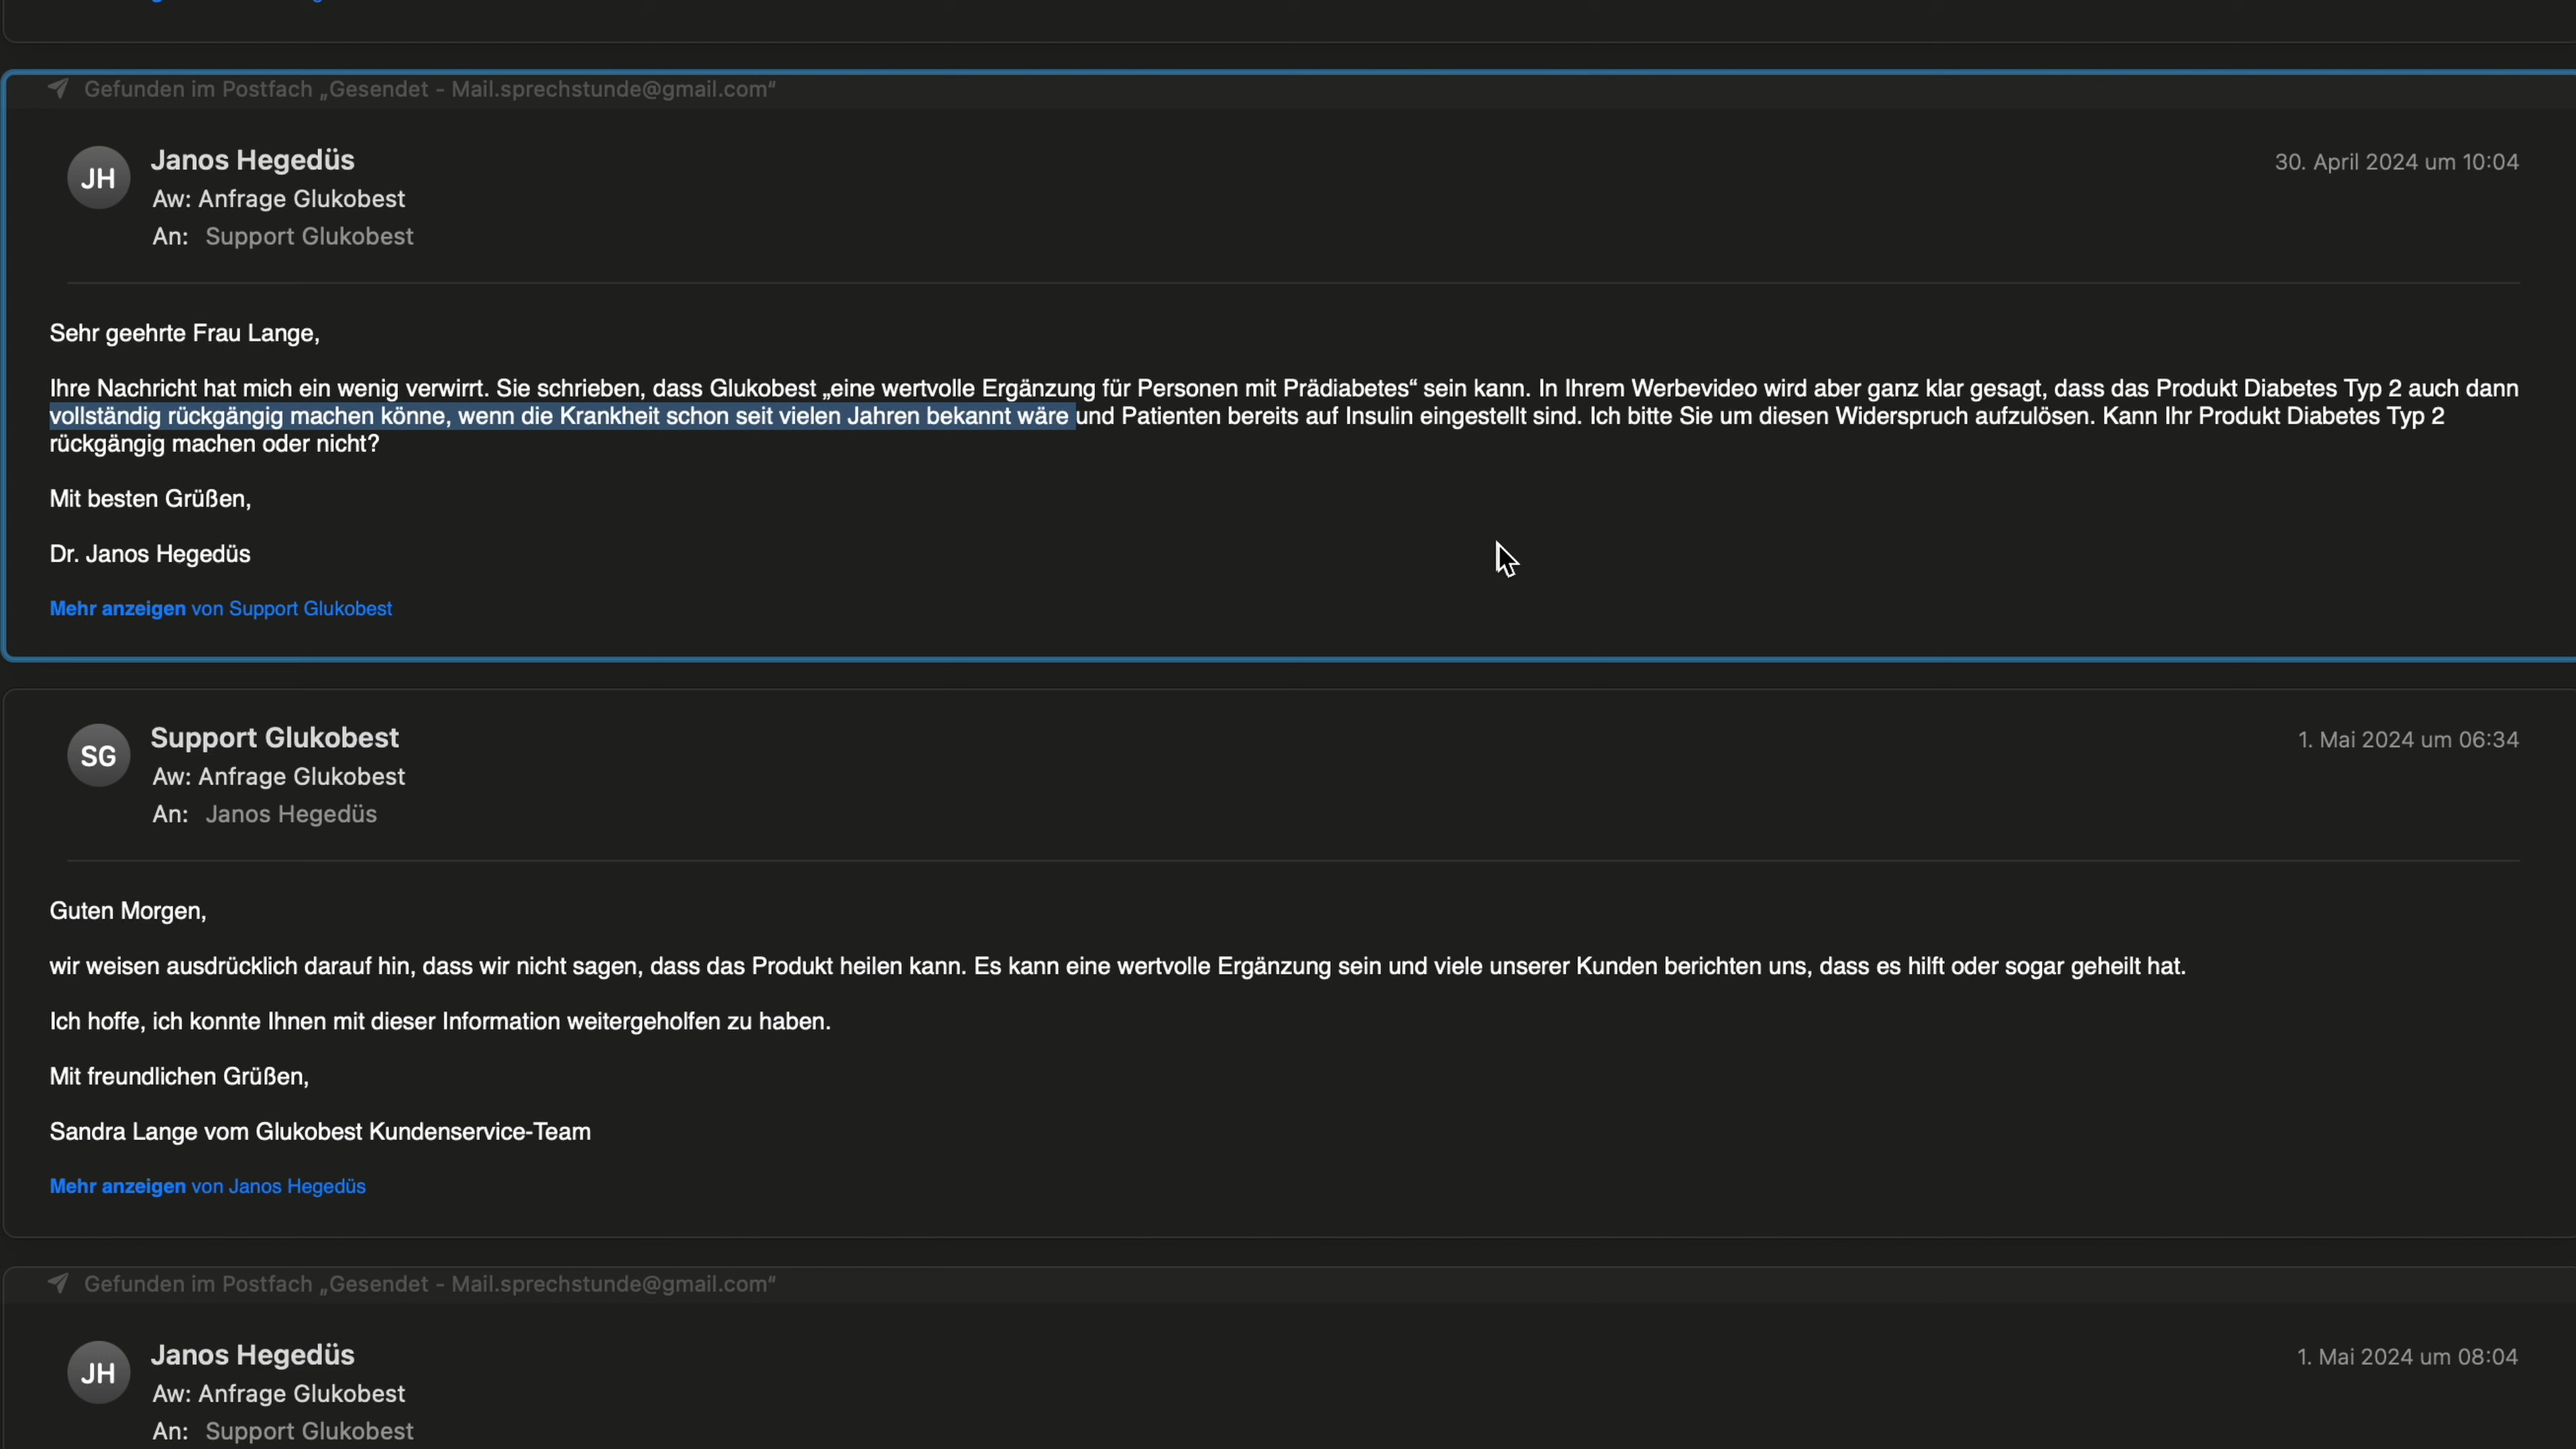 Gefunden im Postfach „Gesendet - Mail.sprechstunde@gmail.com“
JH
Janos Hegedüs
30. April 2024 um 10:04
Aw: Anfrage Glukobest
An: Support Glukobest
Sehr geehrte Frau Lange,
Ihre Nachricht hat mich ein wenig verwirrt. Sie schrieben, dass Glukobest „eine wertvolle Ergänzung für Personen mit Prädiabetes“ sein kann. In Ihrem Werbevideo wird aber ganz klar gesagt, dass das Produkt Diabetes Typ 2 auch dann
vollständig rückgängig machen könne, wenn die Krankheit schon seit vielen Jahren bekannt wäre und Patienten bereits auf Insulin eingestellt sind. Ich bitte Sie um diesen Widerspruch aufzulösen. Kann Ihr Produkt Diabetes Typ 2
rückgängig machen oder nicht?
Mit besten Grüßen,
Dr. Janos Hegedüs
Mehr anzeigen von Support Glukobest
SG
Support Glukobest
1. Mai 2024 um 06:34
Aw: Anfrage Glukobest
An: Janos Hegedüs
Guten Morgen,
wir weisen ausdrücklich darauf hin, dass wir nicht sagen, dass das Produkt heilen kann. Es kann eine wertvolle Ergänzung sein und viele unserer Kunden berichten uns, dass es hilft oder sogar geheilt hat.
Ich hoffe, ich konnte Ihnen mit dieser Information weitergeholfen zu haben.
Mit freundlichen Grüßen,
Sandra Lange vom Glukobest Kundenservice-Team
Mehr anzeigen von Janos Hegedüs
Gefunden im Postfach „Gesendet - Mail.sprechstunde@gmail.com“
JH
Janos Hegedüs
1. Mai 2024 um 08:04
Aw: Anfrage Glukobest
An: Support Glukobest